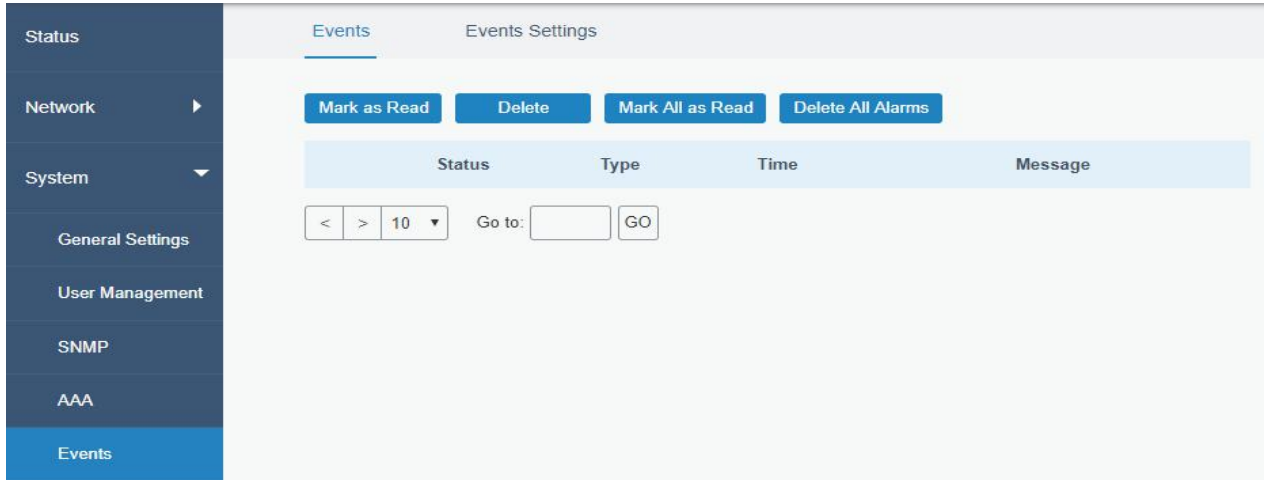 Status
Network
System
General Settings
User Management
SNMP
AAA
Events
Events Events Settings
Mark as Read Delete Mark All as Read Delete All Alarms
Status Type Time Message
< > 10 Go to: GO